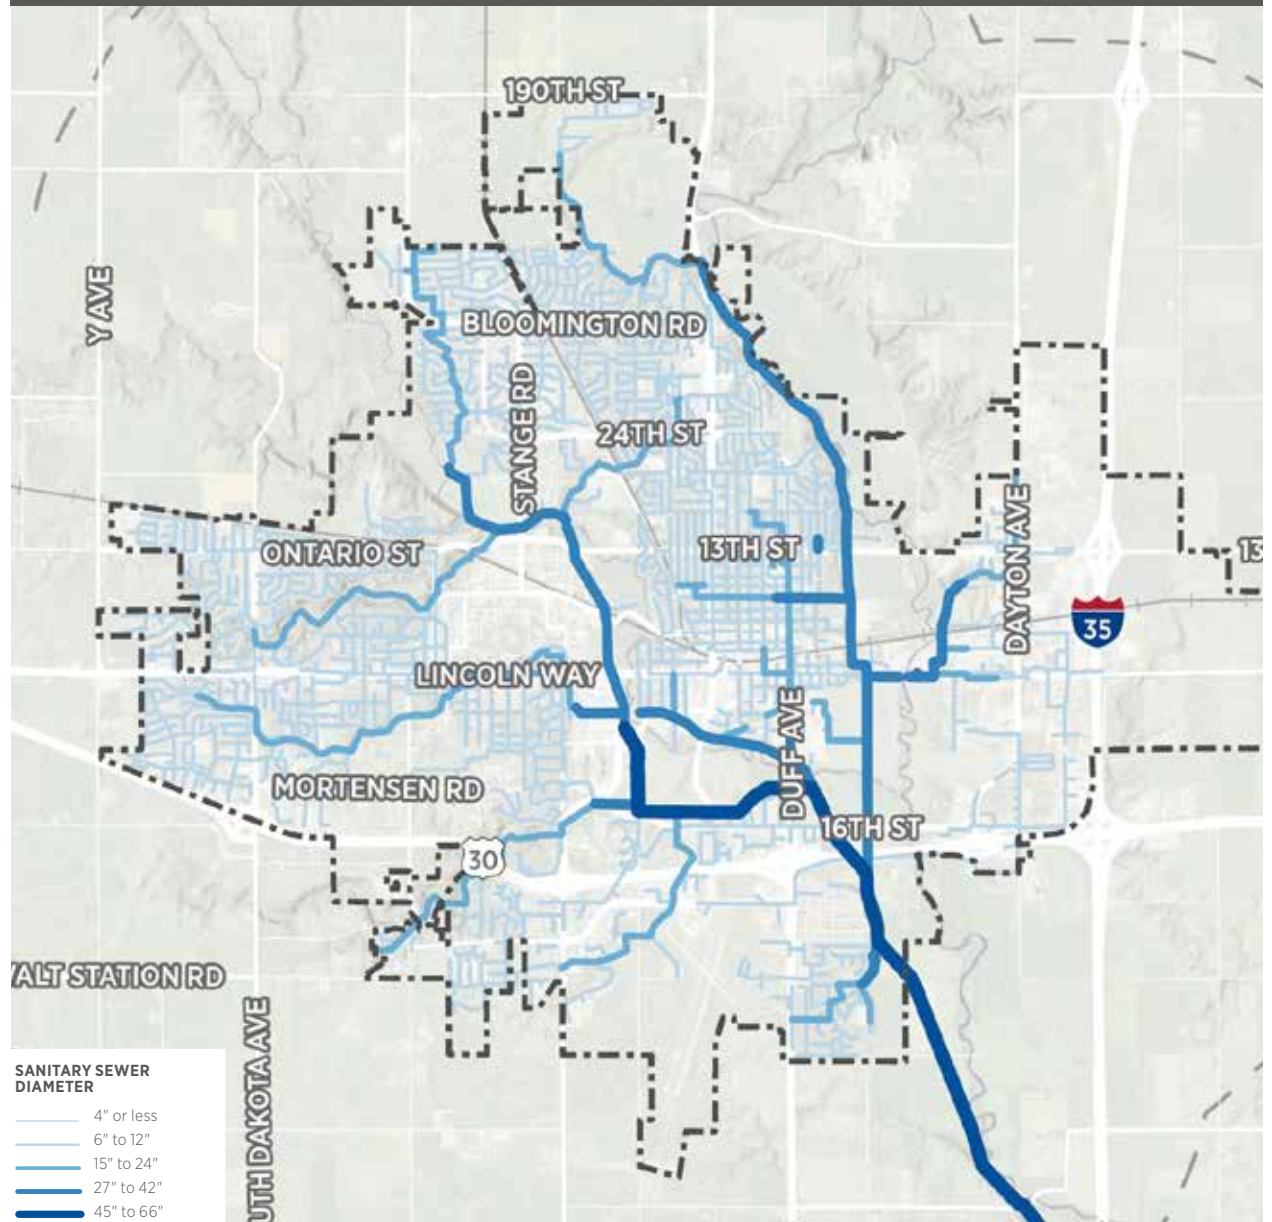 190TH ST
Y AVE
BLOOMINGTON RD
STANGE RD
24TH ST
ONTARIO ST
13TH ST
13
DAYTON AVE
35
LINCOLN WAY
DUFF AVE
MORTENSEN RD
16TH ST
30
ALT STATION RD
UTH DAKOTA AVE
SANITARY SEWER
DIAMETER
4" or less
6" to 12"
15" to 24"
27" to 42"
45" to 66"